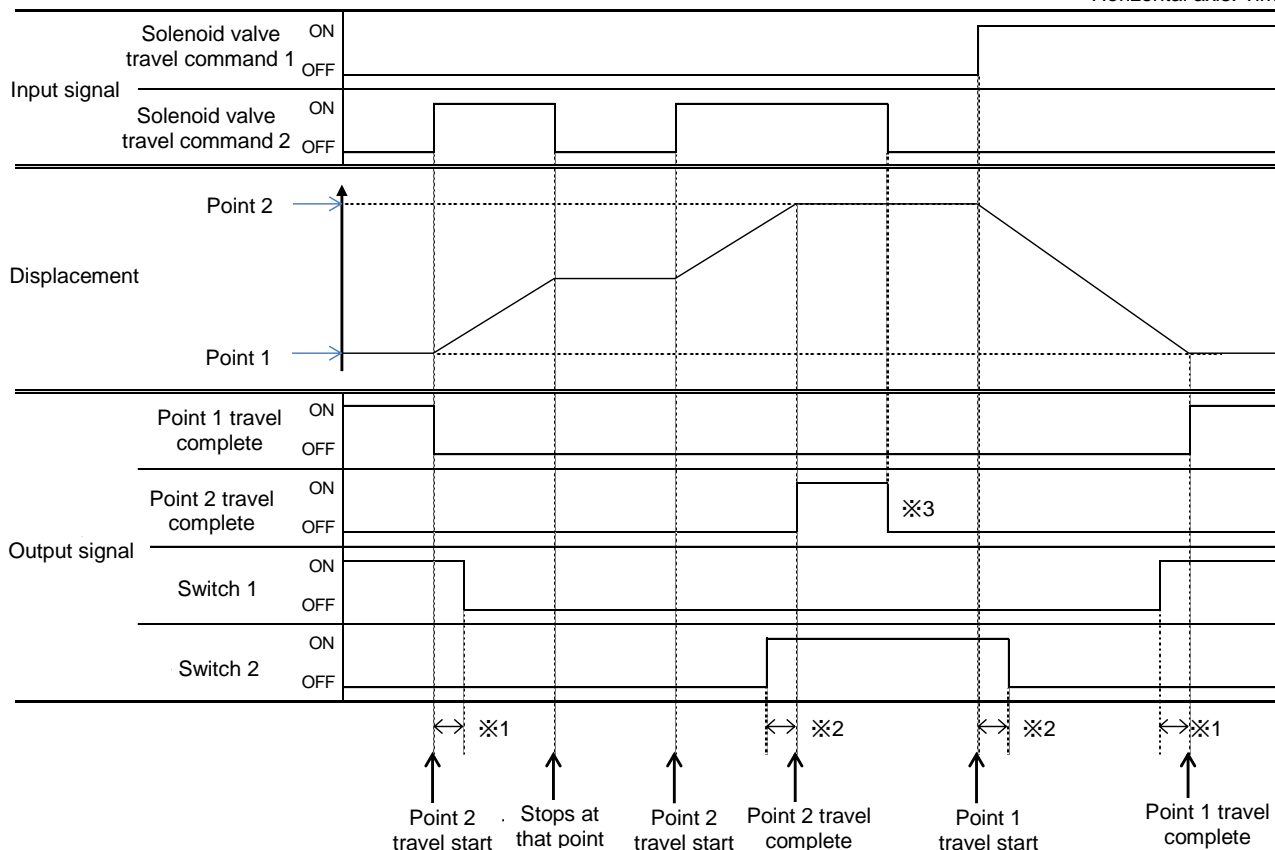 Solenoid valve
travel command 1
ON
OFF
Input signal
Solenoid valve
travel command 2
ON
OFF
Displacement
Point 2
Point 1
Point 1 travel
complete
ON
OFF
Point 2 travel
complete
ON
OFF
※3
Output signal
Switch 1
ON
OFF
Switch 2
ON
OFF
※1
※2
※2
※1
Point 2
travel start
Stops at
that point
Point 2
travel start
Point 2 travel
complete
Point 1
travel start
Point 1 travel
complete